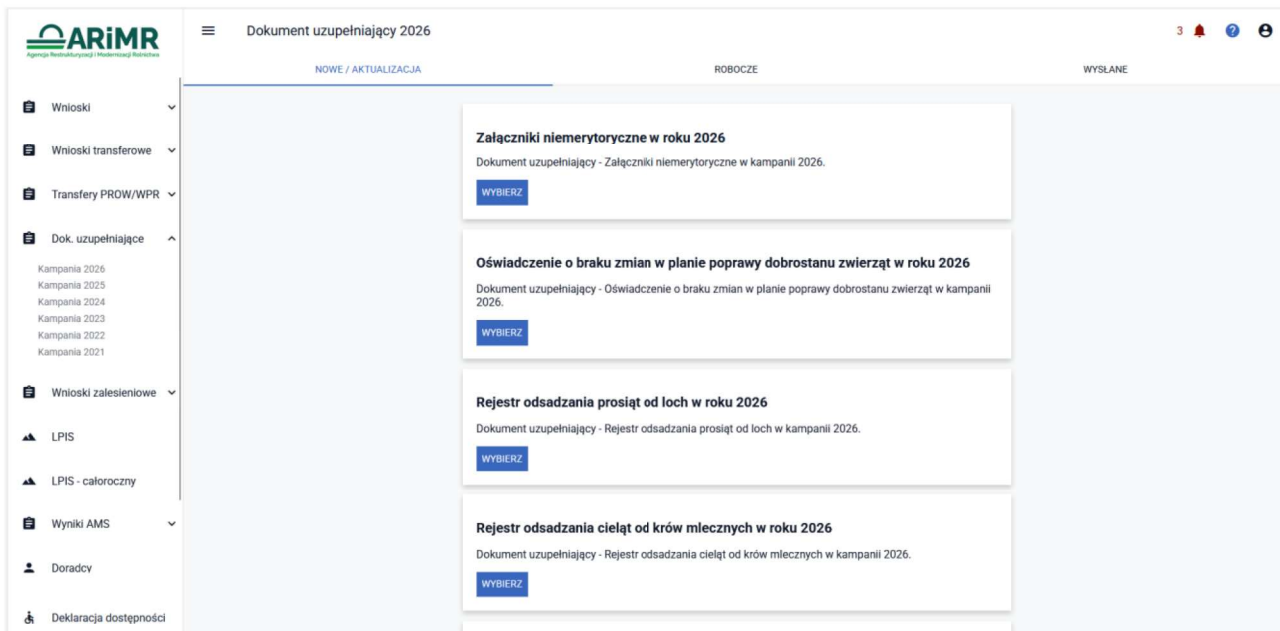 ARiMR
Agencja Restrukturyzacji i Modernizacji Rolnictwa
Dokument uzupełniający 2026
3
NOWE / AKTUALIZACJA
ROBOCZE
WYSŁANE
Wnioski
Wnioski transferowe
Transfery PROW/WPR
Dok. uzupełniające
Kampania 2026
Kampania 2025
Kampania 2024
Kampania 2023
Kampania 2022
Kampania 2021
Wnioski zalesieniowe
LPIS
LPIS - całoroczny
Wyniki AMS
Doradcy
Deklaracja dostępności
Załączniki niemerytoryczne w roku 2026
Dokument uzupełniający - Załączniki niemerytoryczne w kampanii 2026.
WYBIERZ
Oświadczenie o braku zmian w planie poprawy dobrostanu zwierząt w roku 2026
Dokument uzupełniający - Oświadczenie o braku zmian w planie poprawy dobrostanu zwierząt w kampanii
2026.
WYBIERZ
Rejestr odsadzania prosiąt od loch w roku 2026
Dokument uzupełniający - Rejestr odsadzania prosiąt od loch w kampanii 2026.
WYBIERZ
Rejestr odsadzania cieląt od krów mlecznych w roku 2026
Dokument uzupełniający - Rejestr odsadzania cieląt od krów mlecznych w kampanii 2026.
WYBIERZ